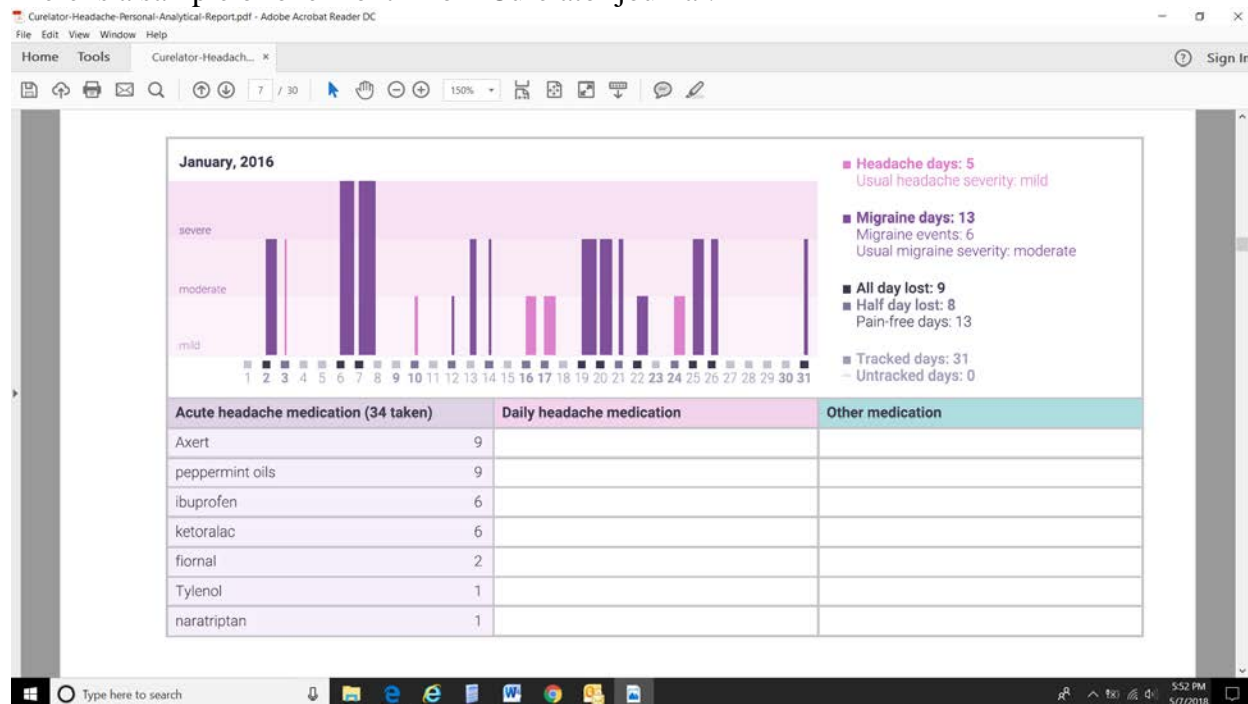 Curelator-Headache-Personal-Analytical-Report.pdf - Adobe Acrobat Reader DC
File Edit View Window Help
Home Tools Curelator-Headach... × Sign In
7 / 30 150%
January, 2016
severe
moderate
mild
1 2 3 4 5 6 7 8 9 10 11 12 13 14 15 16 17 18 19 20 21 22 23 24 25 26 27 28 29 30 31
Headache days: 5
Usual headache severity: mild
Migraine days: 13
Migraine events: 6
Usual migraine severity: moderate
All day lost: 9
Half day lost: 8
Pain-free days: 13
Tracked days: 31
Untracked days: 0
Acute headache medication (34 taken) Daily headache medication Other medication
Axert 9
peppermint oils 9
ibuprofen 6
ketoralac 6
fiornal 2
Tylenol 1
naratriptan 1
Type here to search
5:52 PM
5/7/2018